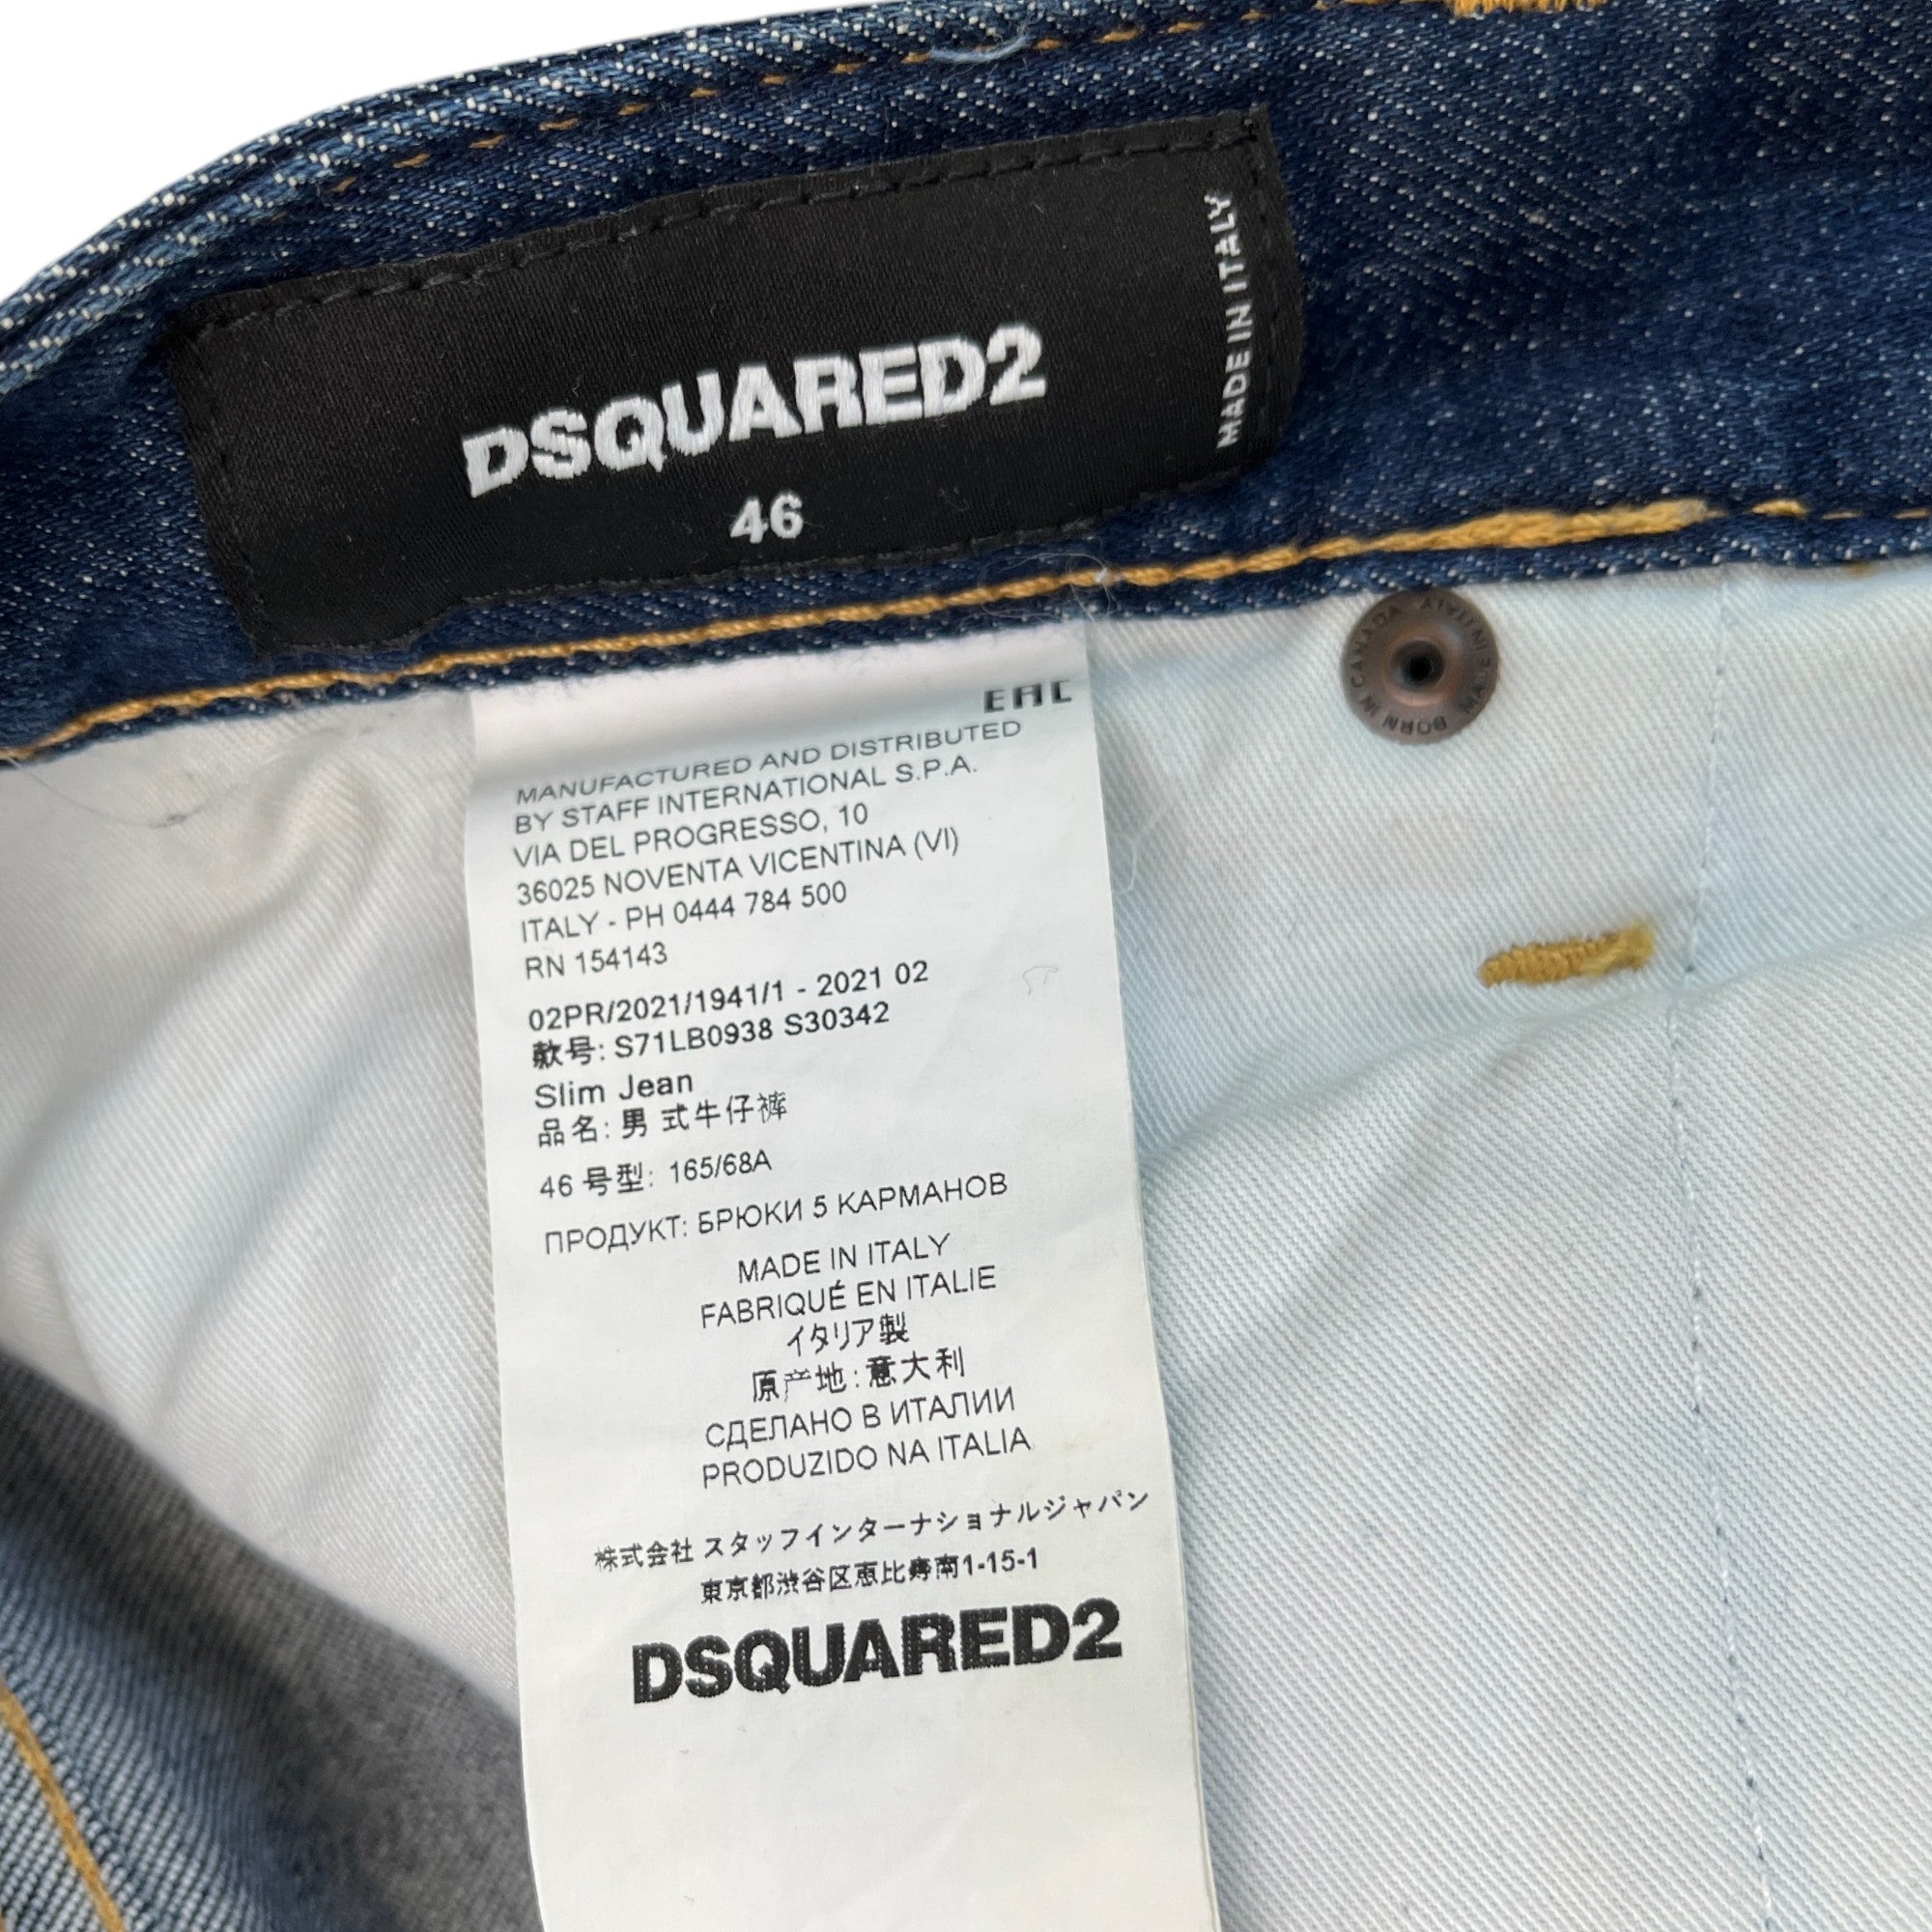 DSQUARED2
46
MADE IN ITALY
BORN IN CANADA MADE IN ITALY
EAC
MANUFACTURED AND DISTRIBUTED
BY STAFF INTERNATIONAL S.P.A.
VIA DEL PROGRESSO, 10
36025 NOVENTA VICENTINA (VI)
ITALY - PH 0444 784 500
RN 154143
02PR/2021/1941/1 - 2021 02
款号: S71LB0938 S30342
Slim Jean
品名: 男 式牛仔裤
46 号型: 165/68A
ПРОДУКТ: БРЮКИ 5 КАРМАНОВ
MADE IN ITALY
FABRIQUÉ EN ITALIE
イタリア製
原产地: 意大利
СДЕЛАНО В ИТАЛИИ
PRODUZIDO NA ITALIA
株式会社 スタッフインターナショナルジャパン
東京都渋谷区恵比寿南1-15-1
DSQUARED2